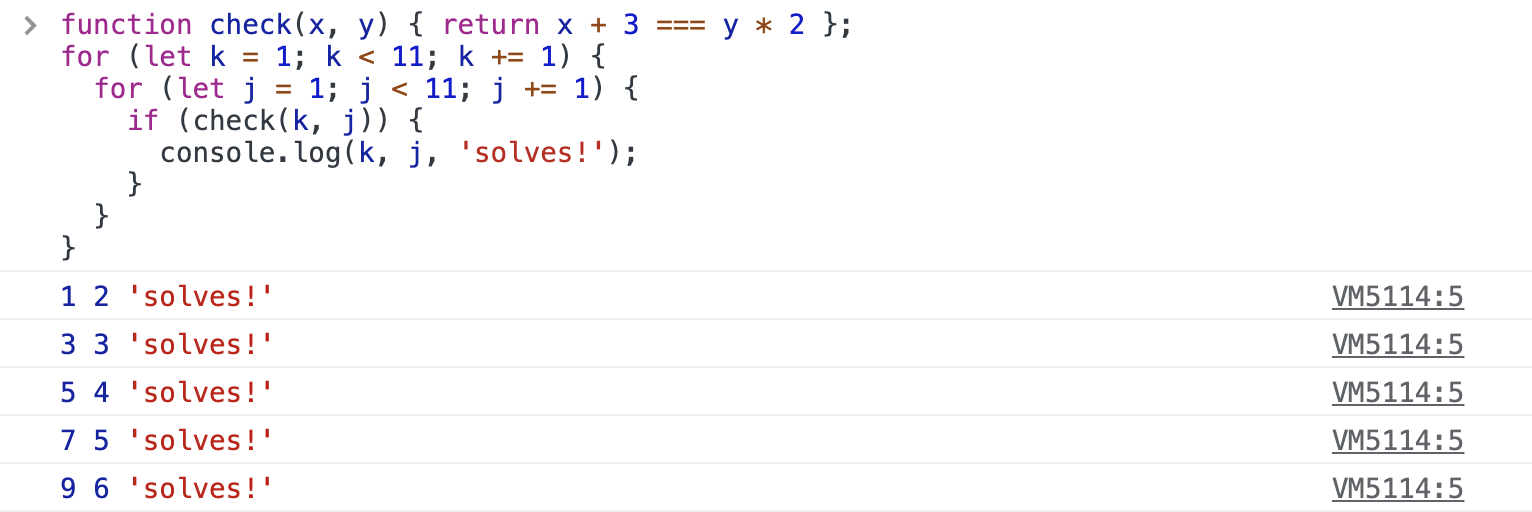 > function check(x, y) { return x + 3 === y * 2 };
for (let k = 1; k < 11; k += 1) {
  for (let j = 1; j < 11; j += 1) {
    if (check(k, j)) {
      console.log(k, j, 'solves!');
    }
  }
}
1 2 'solves!' VM5114:5
3 3 'solves!' VM5114:5
5 4 'solves!' VM5114:5
7 5 'solves!' VM5114:5
9 6 'solves!' VM5114:5